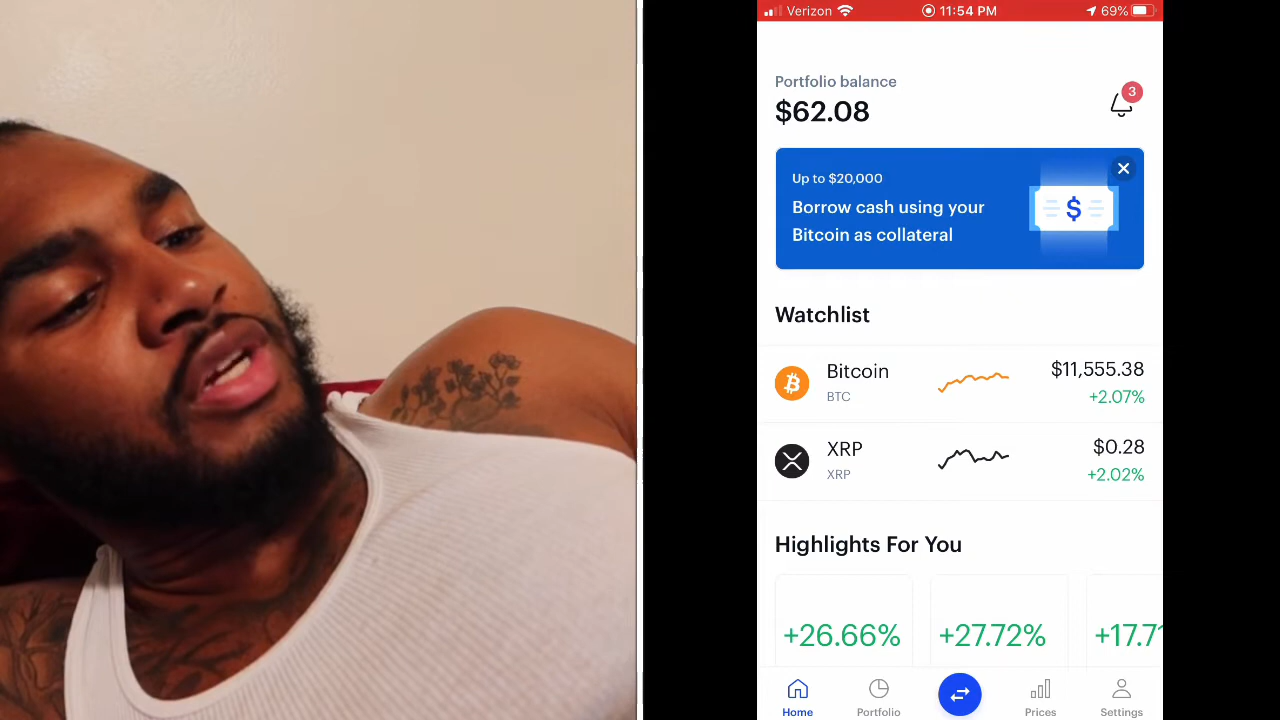 Verizon 11:54 PM 69%
Portfolio balance
$62.08
3
Up to $20,000
Borrow cash using your
Bitcoin as collateral
$
Watchlist
Bitcoin $11,555.38
BTC +2.07%
XRP $0.28
XRP +2.02%
Highlights For You
+26.66% +27.72% +17.7
Home Portfolio Prices Settings